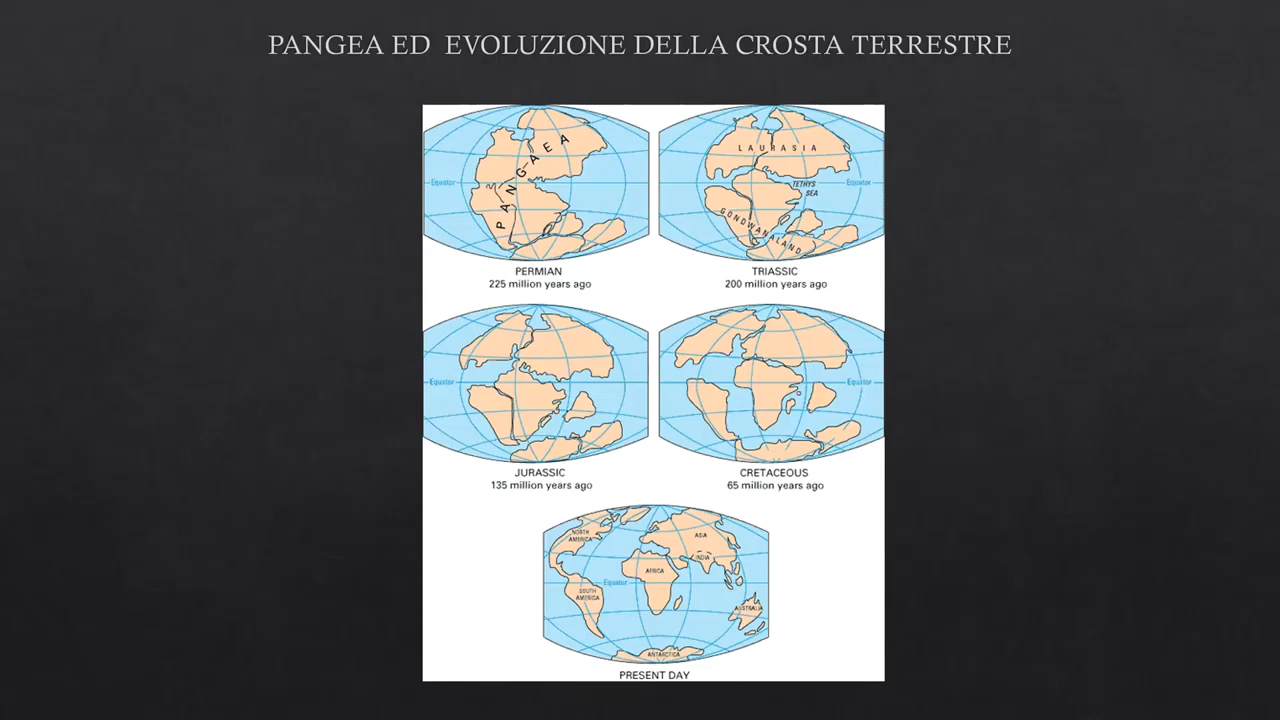 PANGEA ED EVOLUZIONE DELLA CROSTA TERRESTRE
PANGAEA
Equator
PERMIAN
225 million years ago
LAURASIA
TETHYS
SEA
Equator
GONDWANALAND
TRIASSIC
200 million years ago
Equator
JURASSIC
135 million years ago
Equator
CRETACEOUS
65 million years ago
NORTH
AMERICA
ASIA
INDIA
AFRICA
Equator
SOUTH
AMERICA
AUSTRALIA
ANTARCTICA
PRESENT DAY